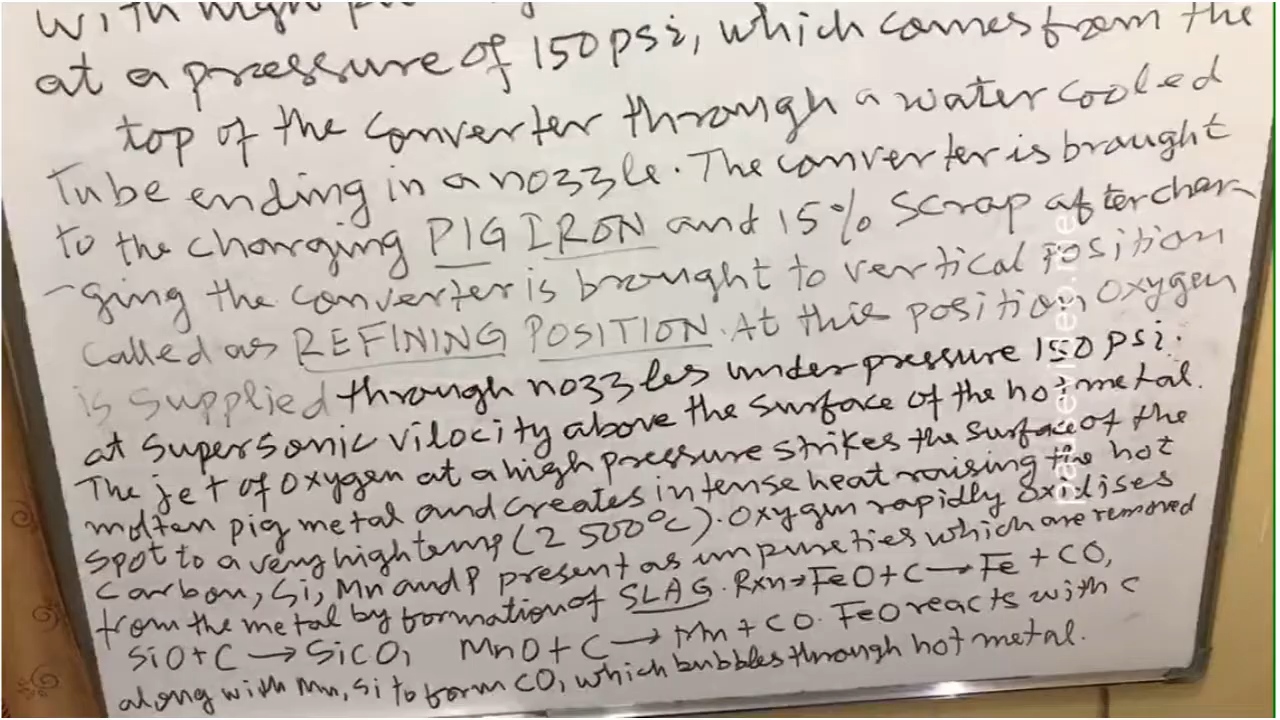 with high
at a pressure of 150 psi, which comes from the
top of the converter through a water cooled
Tube ending in a nozzle. The converter is braught
to the charging PIG IRON and 15% scrap after char-
-ging the converter is brought to vertical position
called as REFINING POSITION. At this position oxygen
is supplied through nozzles under pressure 150 psi.
at supersonic vilocity above the surface of the hot metal.
The jet of oxygen at a high pressure strikes the surface of the
molten pig metal and creates intense heat raising the hot
spot to a very high temp (2500°C). Oxygen rapidly oxidises
Carbon, Si, Mn and P present as impureties which are removed
from the metal by formation of SLAG. Rxn→FeO+C→Fe+CO,
SiO+C→SiCO, MnO+C→Mn+CO. FeO reacts with C
along with Mn, Si to form CO, which bubbles through hot metal.